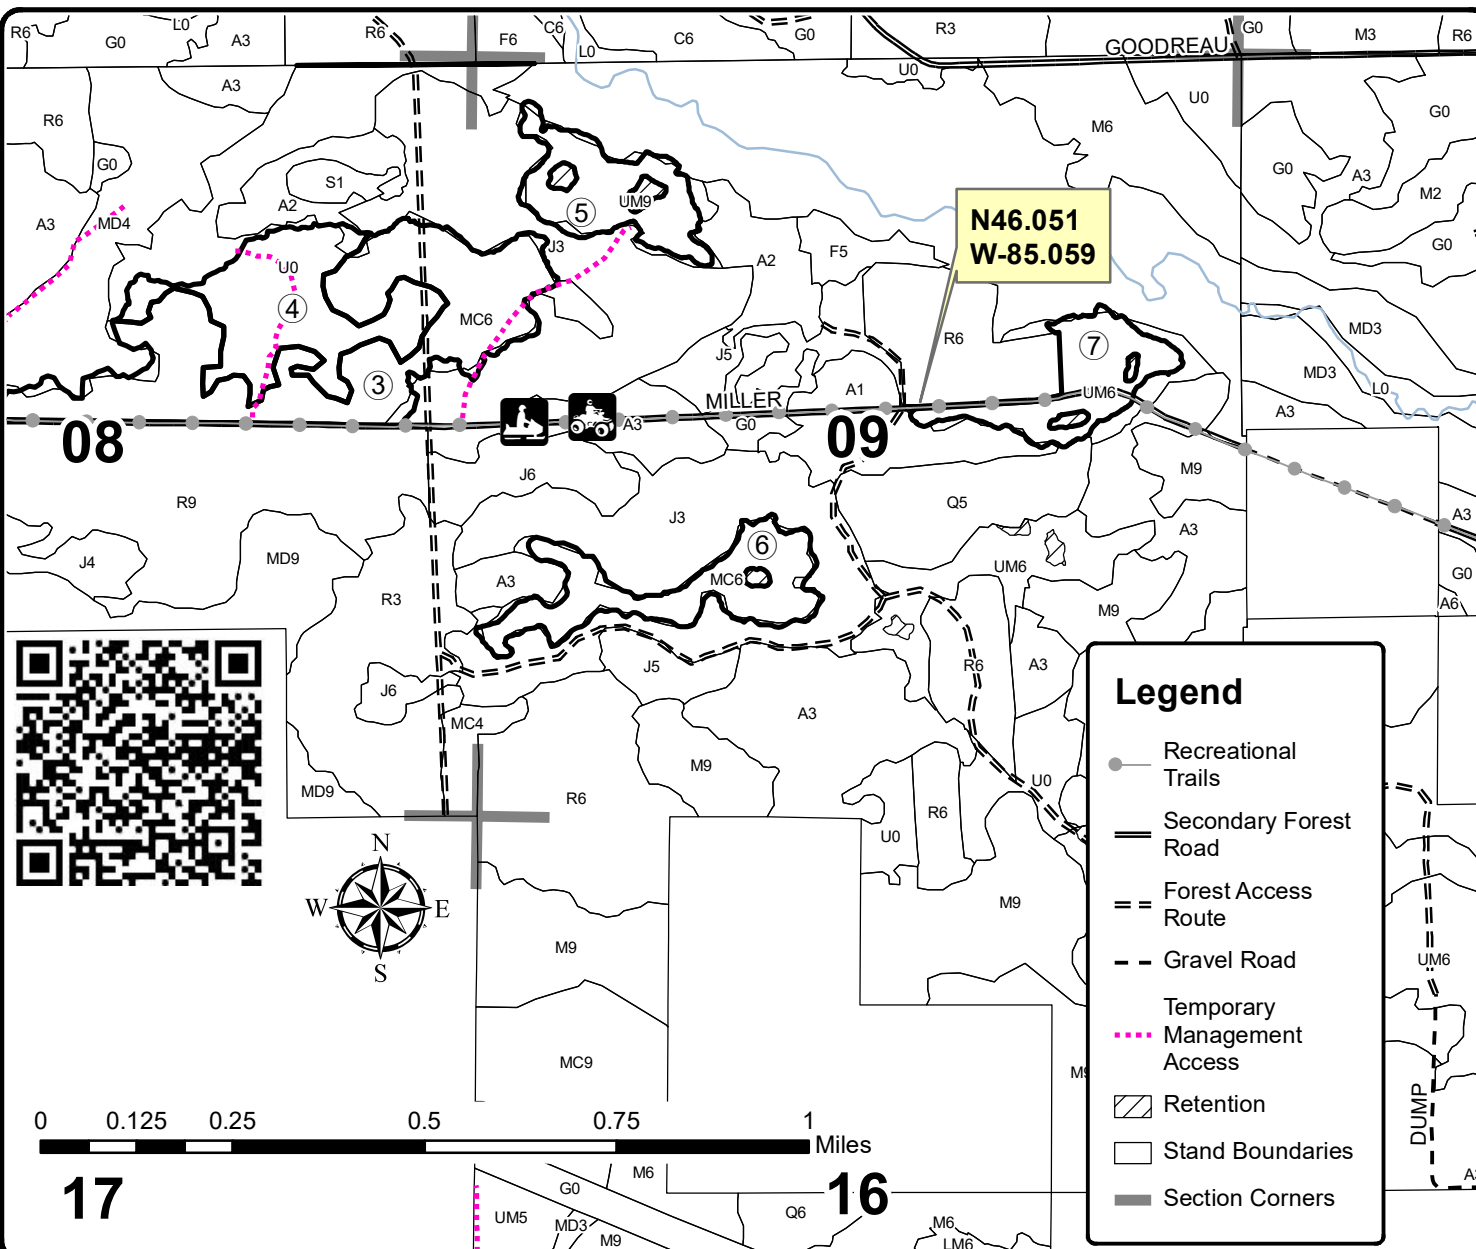 R6
G0
L0
A3
R6
F6
C6
L0
C6
G0
R3
GOODREAU
G0
M3
R6
A3
U0
U0
R6
G0
M6
G0
S1
A2
A3
MD4
UM9
5
J3
G0
A3
M2
G0
N46.051
W-85.059
F5
A2
U0
4
MC6
R6
7
MD3
J5
MD3
L0
3
A1
UM6
MILLER
A3
G0
A3
08
09
J6
M9
R9
J3
Q5
A3
A3
J4
MD9
6
MC6
A3
UM6
G0
R3
M9
A6
J6
J5
R6
A3
MC4
A3
M9
MD9
R6
U0
R6
U0
N
W
E
S
M9
M9
UM6
MC9
M9
DUMP
Legend
Recreational
Trails
Secondary Forest
Road
Forest Access
Route
Gravel Road
Temporary
Management
Access
Retention
Stand Boundaries
Section Corners
0
0.125
0.25
0.5
0.75
1
Miles
17
16
M6
G0
UM5
MD3
M9
Q6
M6
LM6